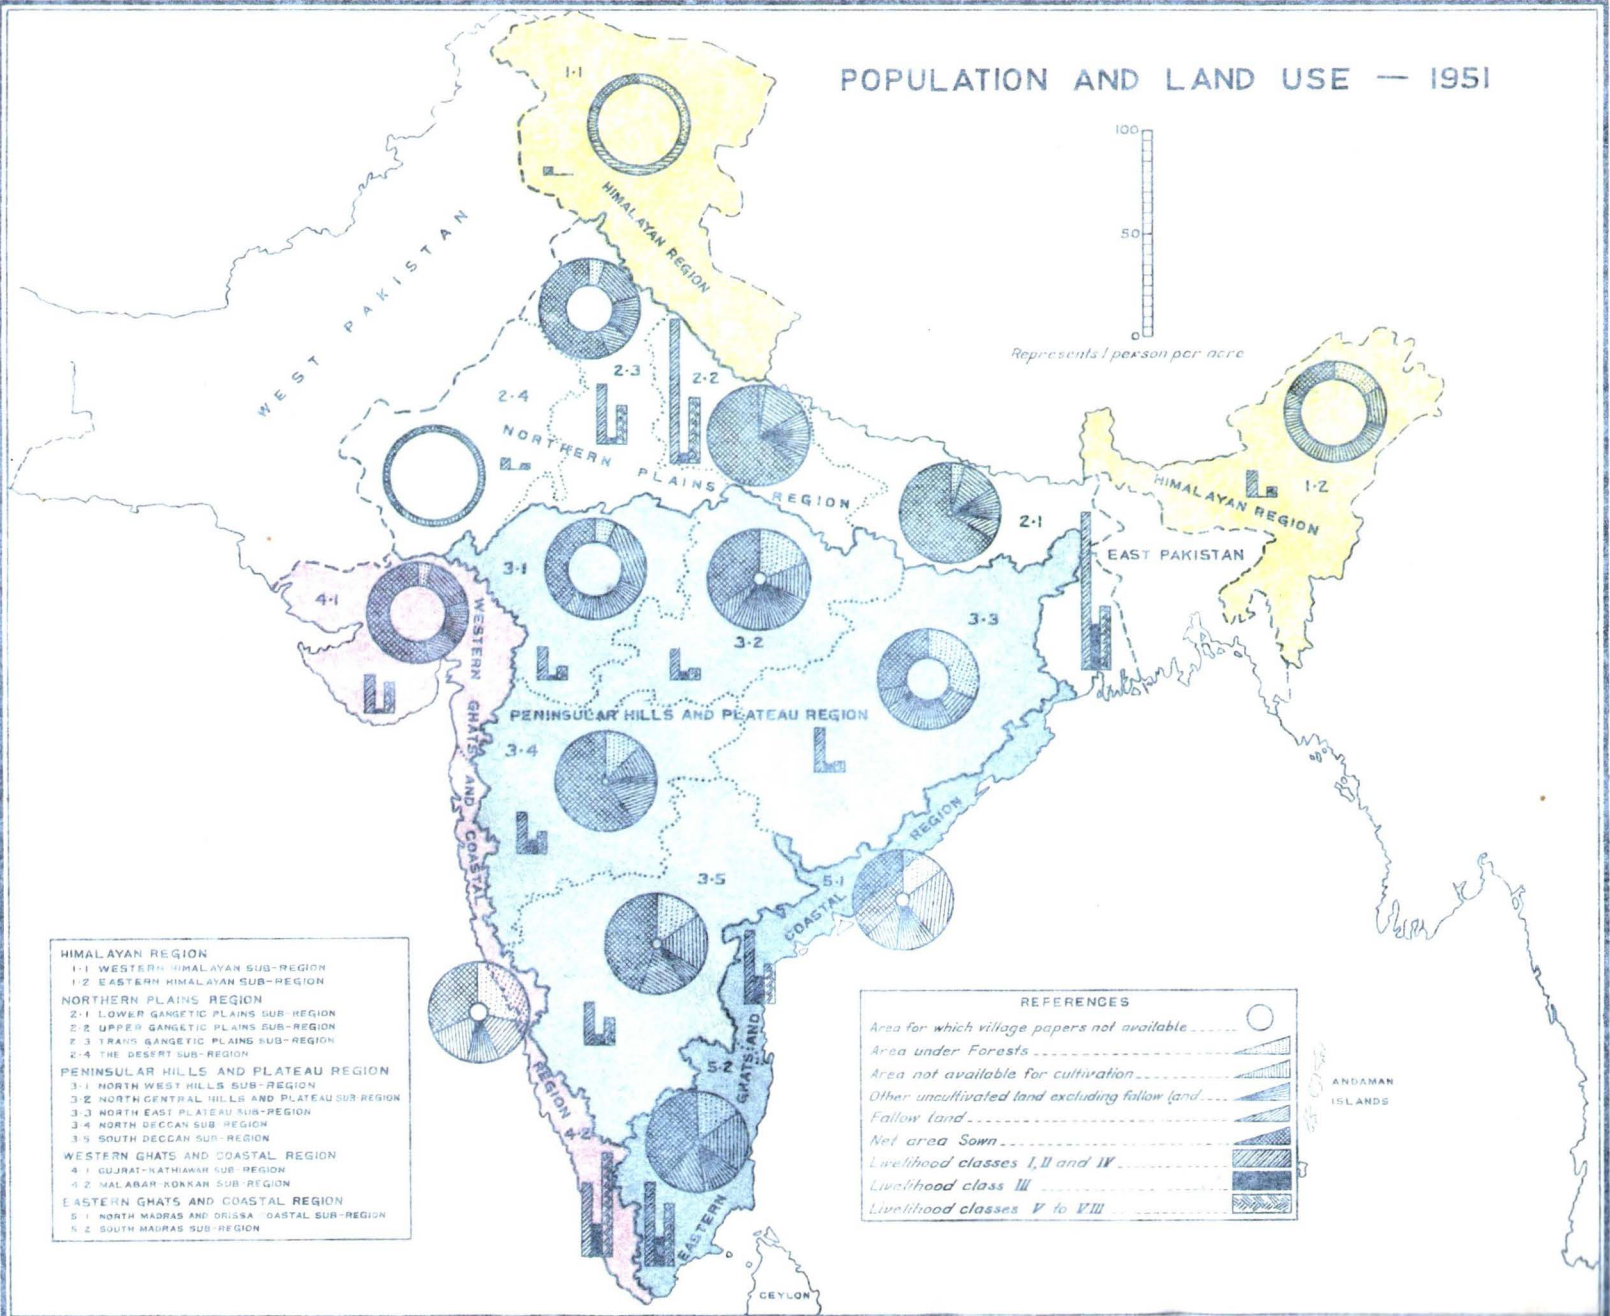 POPULATION AND LAND USE — 1951
100
50
0
Represents 1 person per acre
1·1
HIMALAYAN REGION
WEST PAKISTAN
2·3
2·2
2·4
NORTHERN PLAINS REGION
2·1
1·2
HIMALAYAN REGION
EAST PAKISTAN
3·1
3·2
3·3
4·1
WESTERN GHATS AND COASTAL REGION
PENINSULAR HILLS AND PLATEAU REGION
3·4
3·5
5·1
EASTERN GHATS AND COASTAL REGION
5·2
4·2
ANDAMAN
ISLANDS
CEYLON
HIMALAYAN REGION
1·1 WESTERN HIMALAYAN SUB-REGION
1·2 EASTERN HIMALAYAN SUB-REGION
NORTHERN PLAINS REGION
2·1 LOWER GANGETIC PLAINS SUB-REGION
2·2 UPPER GANGETIC PLAINS SUB-REGION
2·3 TRANS GANGETIC PLAINS SUB-REGION
2·4 THE DESERT SUB-REGION
PENINSULAR HILLS AND PLATEAU REGION
3·1 NORTH WEST HILLS SUB-REGION
3·2 NORTH CENTRAL HILLS AND PLATEAU SUB REGION
3·3 NORTH EAST PLATEAU SUB-REGION
3·4 NORTH DECCAN SUB-REGION
3·5 SOUTH DECCAN SUB-REGION
WESTERN GHATS AND COASTAL REGION
4·1 GUJRAT-KATHIAWAR SUB-REGION
4·2 MALABAR-KONKAN SUB-REGION
EASTERN GHATS AND COASTAL REGION
5·1 NORTH MADRAS AND ORISSA COASTAL SUB-REGION
5·2 SOUTH MADRAS SUB-REGION
REFERENCES
Area for which village papers not available
Area under Forests
Area not available for cultivation
Other uncultivated land excluding fallow land
Fallow land
Net area Sown
Livelihood classes I, II and IV
Livelihood class III
Livelihood classes V to VIII